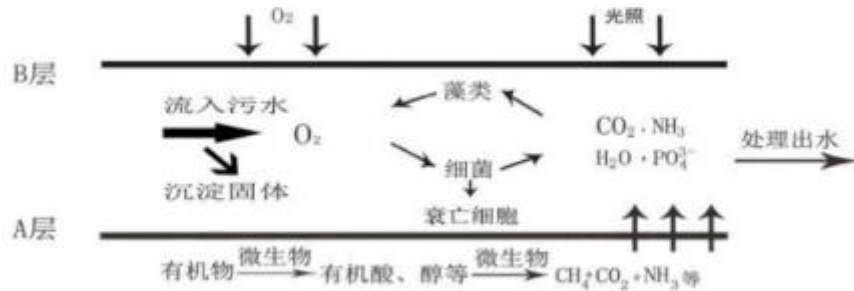 O₂
光照
B层
流入污水
O₂
藻类
CO₂ · NH₃
H₂O · PO₄³⁻
处理出水
细菌
沉淀固体
衰亡细胞
A层
有机物
微生物
有机酸、醇等
微生物
CH₄+CO₂+NH₃等